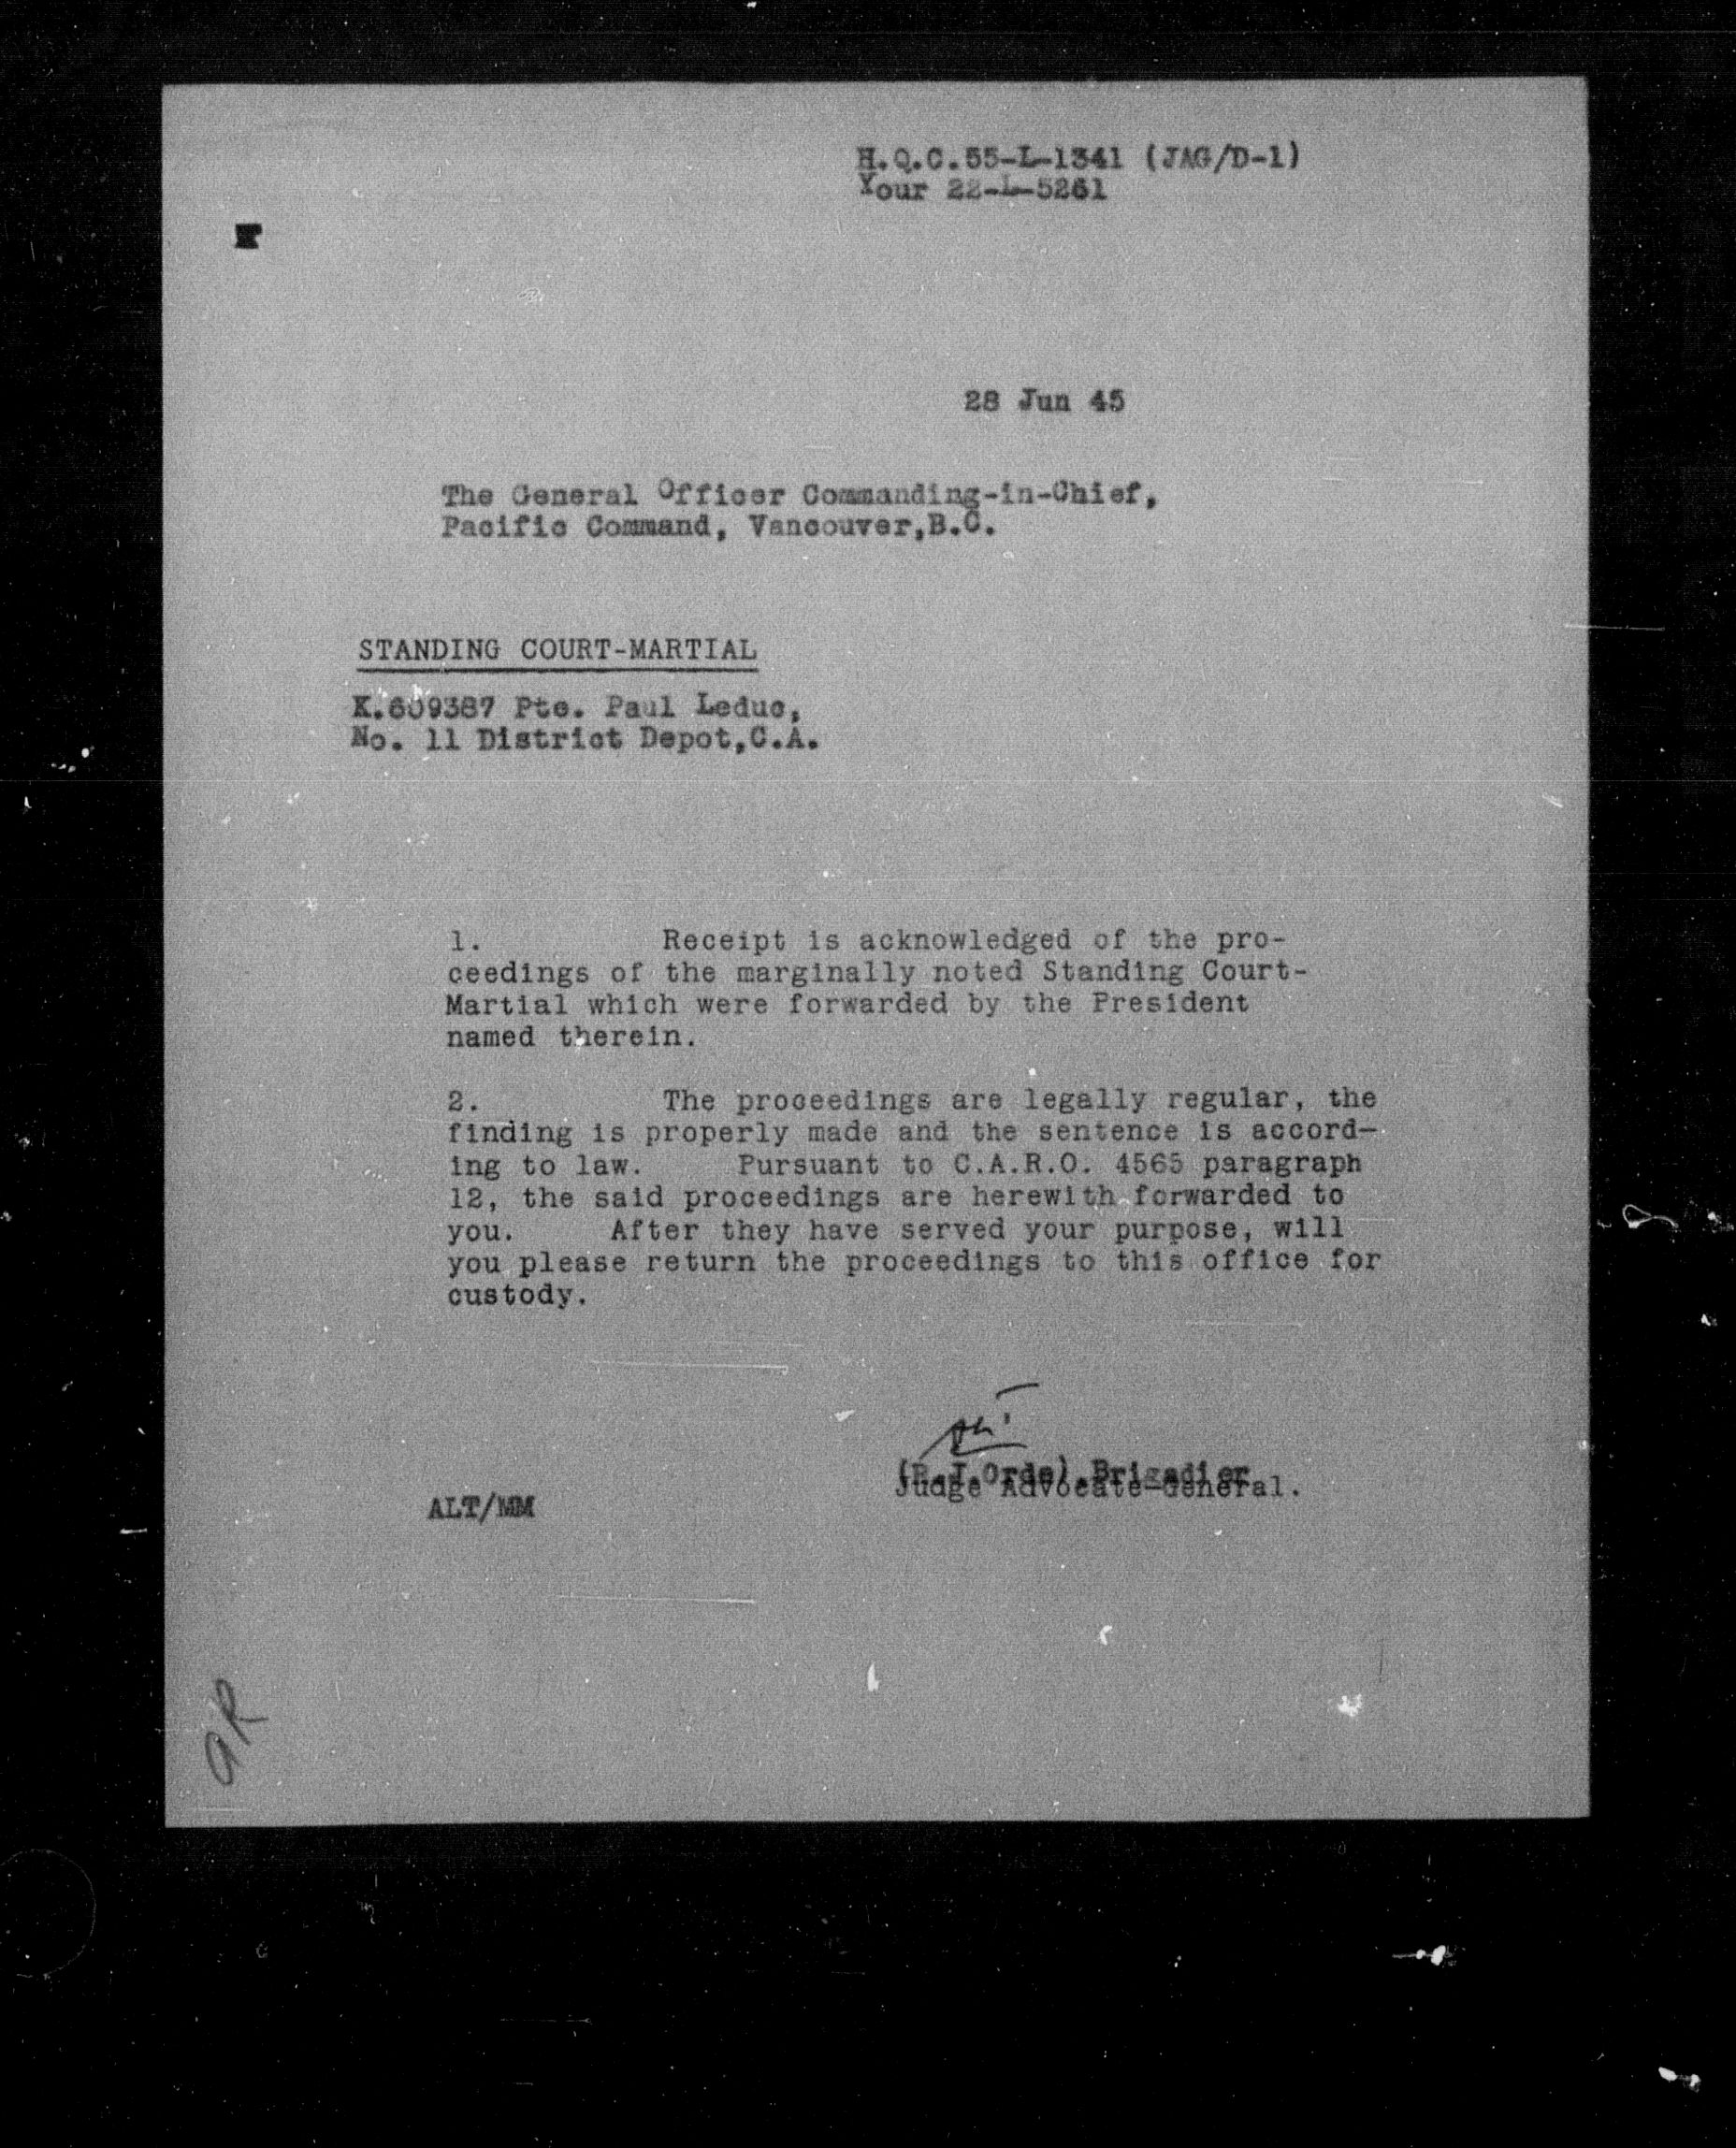 H.Q.C.55-L-1341 (JAG/D-1)
Your 22-L-5261
28 Jun 45
The General Officer Commanding-in-Chief,
Pacific Command, Vancouver,B.C.
STANDING COURT-MARTIAL
K.609387 Pte. Paul Leduc,
No. 11 District Depot,C.A.
1. Receipt is acknowledged of the pro-
ceedings of the marginally noted Standing Court-
Martial which were forwarded by the President
named therein.
2. The proceedings are legally regular, the
finding is properly made and the sentence is accord-
ing to law. Pursuant to C.A.R.O. 4565 paragraph
12, the said proceedings are herewith forwarded to
you. After they have served your purpose, will
you please return the proceedings to this office for
custody.
(R.J.Orde) Brigadier
Judge Advocate-General.
ALT/MM